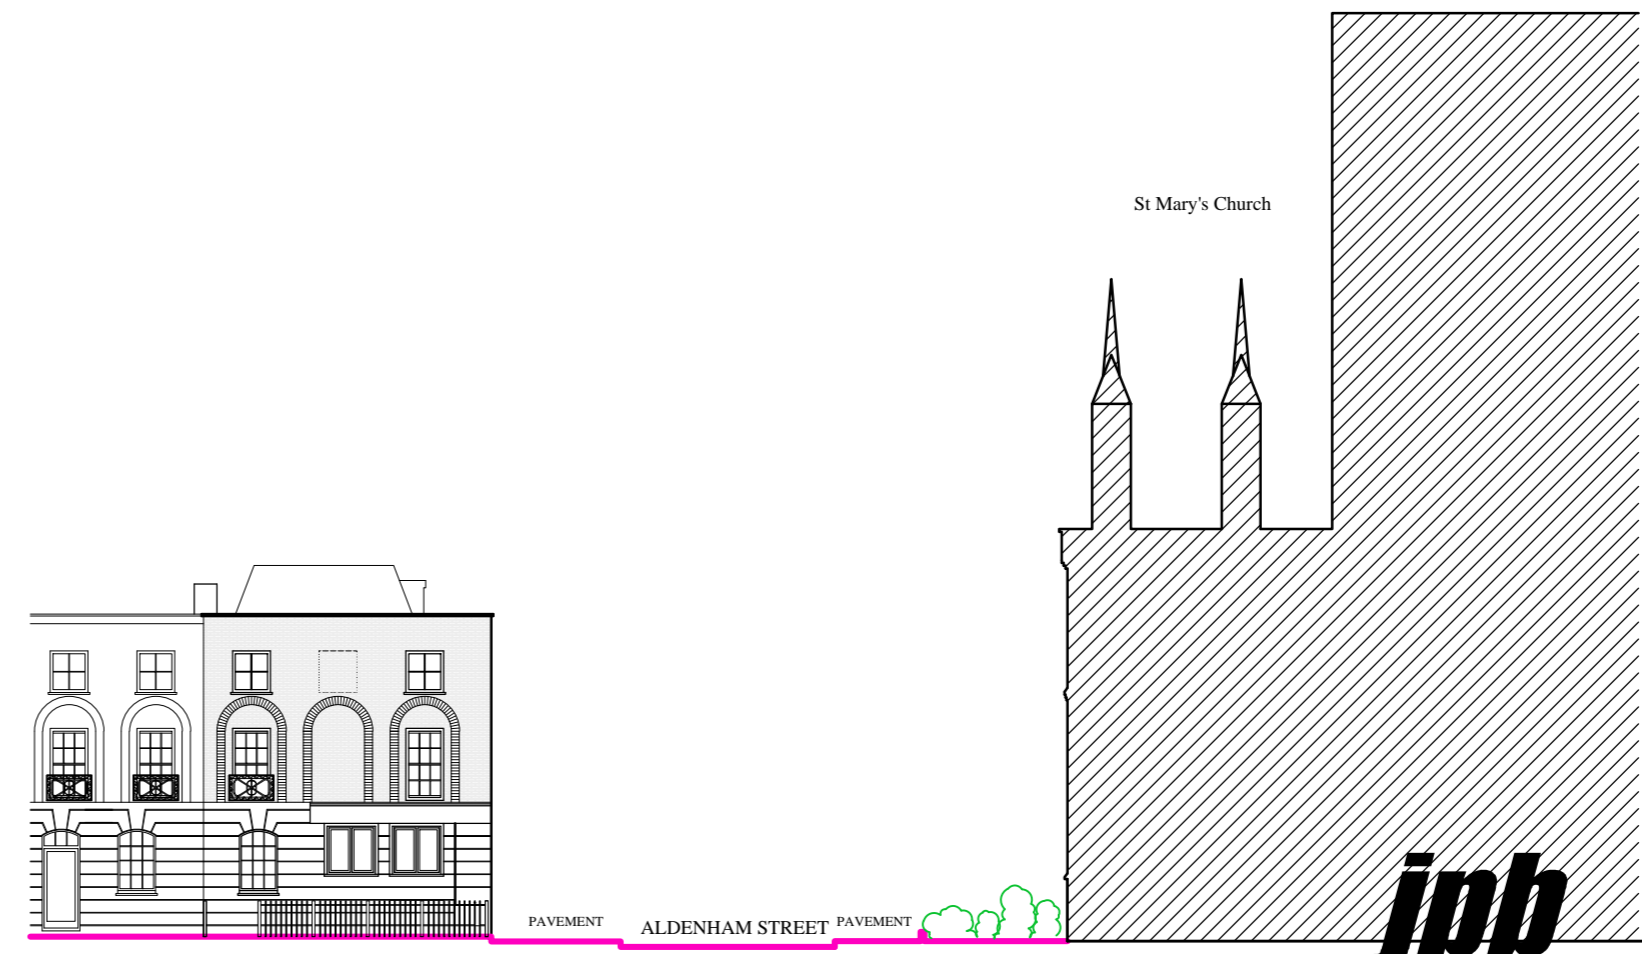 St Mary's Church
PAVEMENT
ALDENHAM STREET
PAVEMENT
ipb